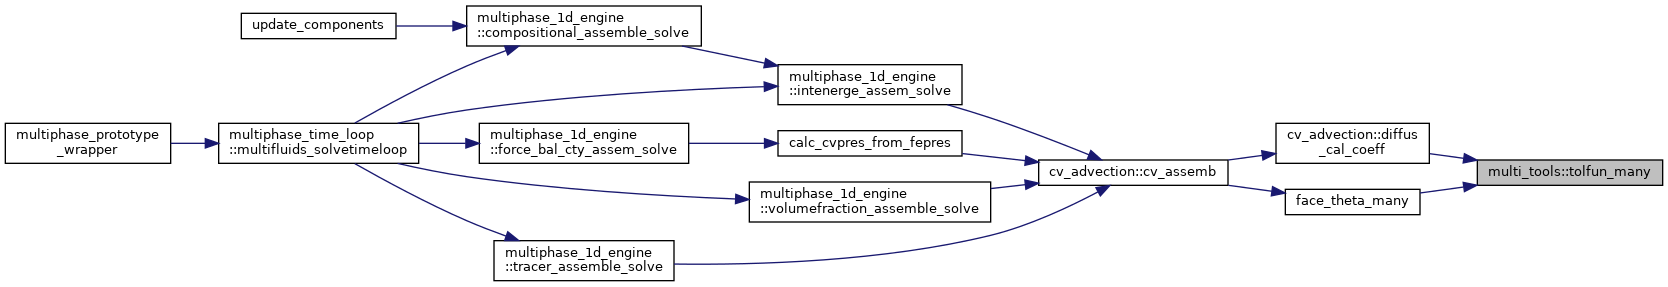 update_components
multiphase_1d_engine
::compositional_assemble_solve
multiphase_1d_engine
::intenerge_assem_solve
multiphase_prototype
_wrapper
multiphase_time_loop
::multifluids_solvetimeloop
multiphase_1d_engine
::force_bal_cty_assem_solve
calc_cvpres_from_fepres
cv_advection::cv_assemb
cv_advection::diffus
_cal_coeff
multi_tools::tolfun_many
face_theta_many
multiphase_1d_engine
::volumefraction_assemble_solve
multiphase_1d_engine
::tracer_assemble_solve